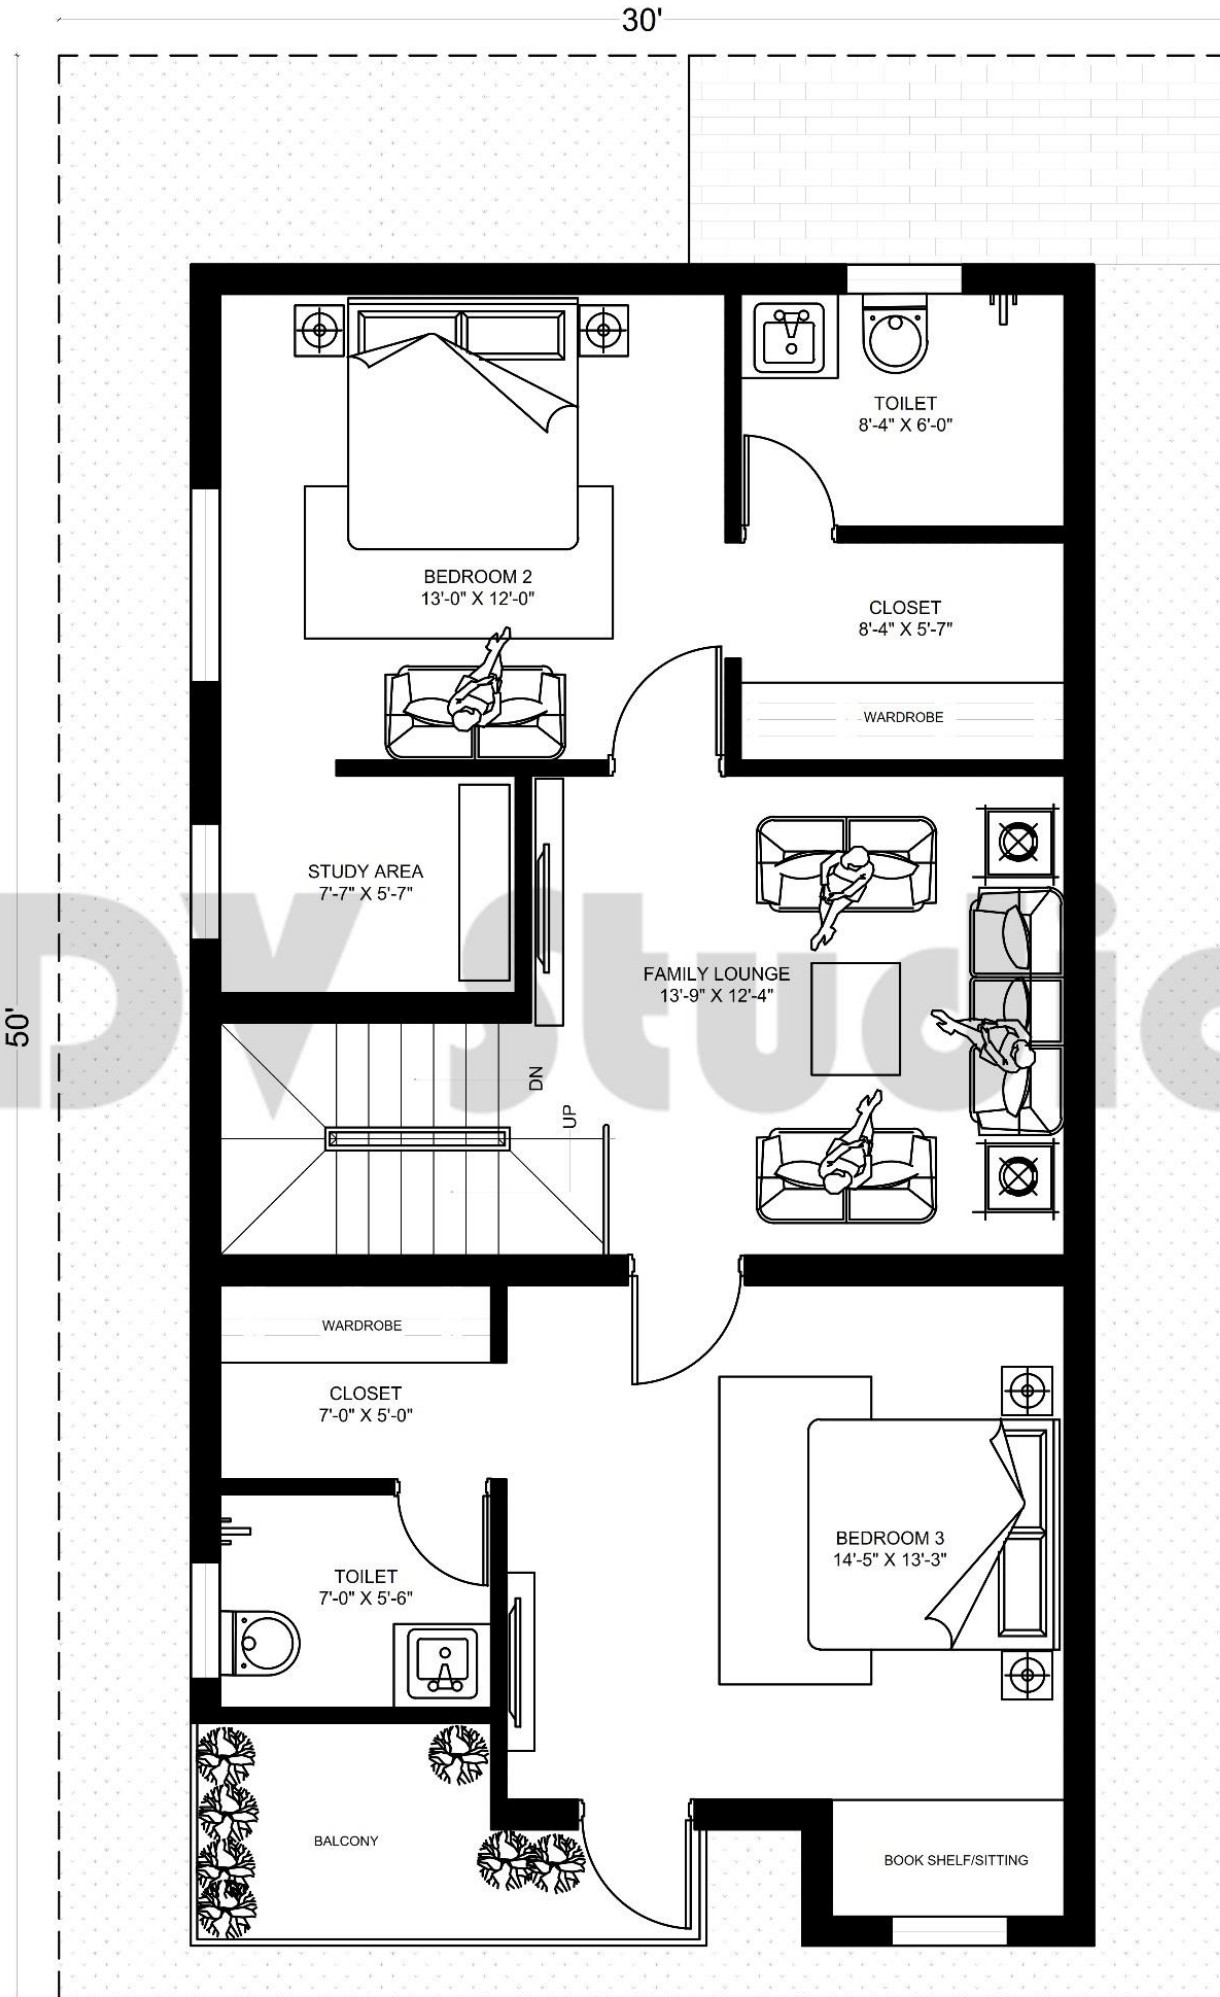 30'
TOILET
8'-4" X 6'-0"
BEDROOM 2
13'-0" X 12'-0"
CLOSET
8'-4" X 5'-7"
WARDROBE
STUDY AREA
7'-7" X 5'-7"
FAMILY LOUNGE
13'-9" X 12'-4"
DV Studio
50'
DN
UP
WARDROBE
CLOSET
7'-0" X 5'-0"
BEDROOM 3
14'-5" X 13'-3"
TOILET
7'-0" X 5'-6"
BALCONY
BOOK SHELF/SITTING